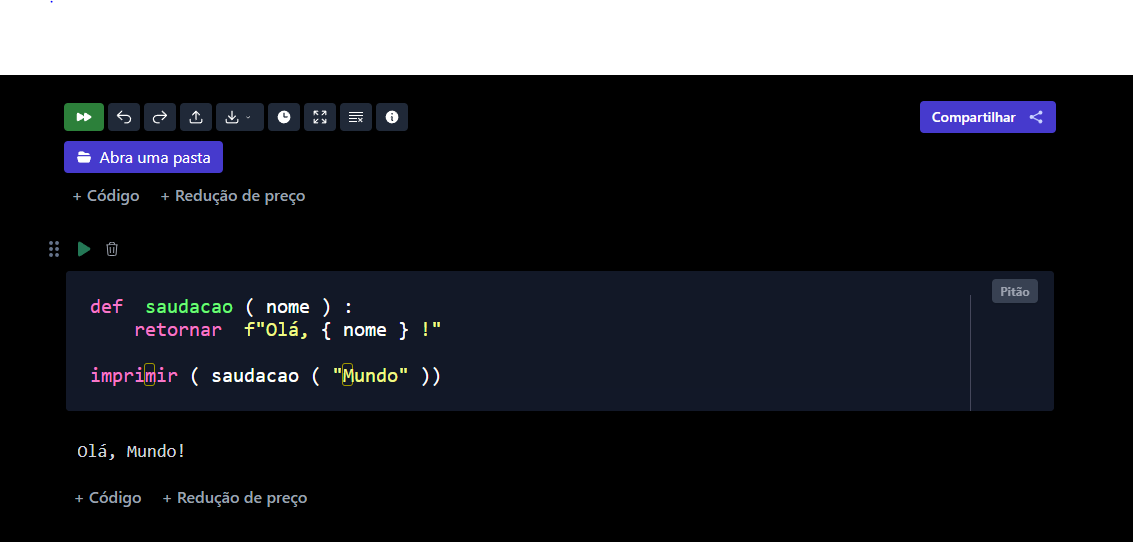 Compartilhar
Abra uma pasta
+ Código + Redução de preço
Pitão
def saudacao ( nome ) :
    retornar f"Olá, { nome } !"
imprimir ( saudacao ( "Mundo" ))
Olá, Mundo!
+ Código + Redução de preço